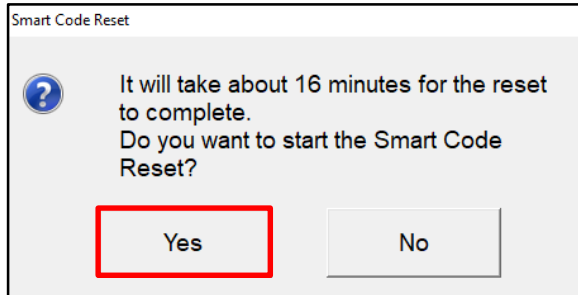 Smart Code Reset
It will take about 16 minutes for the reset
to complete.
Do you want to start the Smart Code
Reset?
Yes
No